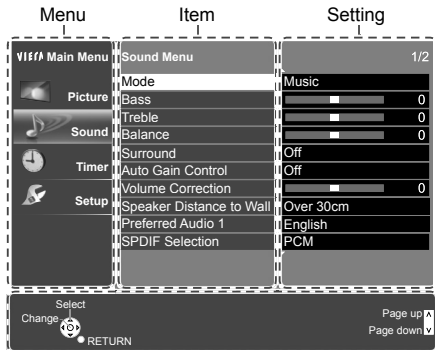 Menu Item Setting
VIErA Main Menu Sound Menu 1/2
Mode Music
Picture
Bass 0
Treble 0
Sound
Balance 0
Surround Off
Timer
Auto Gain Control Off
Volume Correction 0
Setup
Speaker Distance to Wall Over 30cm
Preferred Audio 1 English
SPDIF Selection PCM
Select
Change
RETURN
Page up
Page down